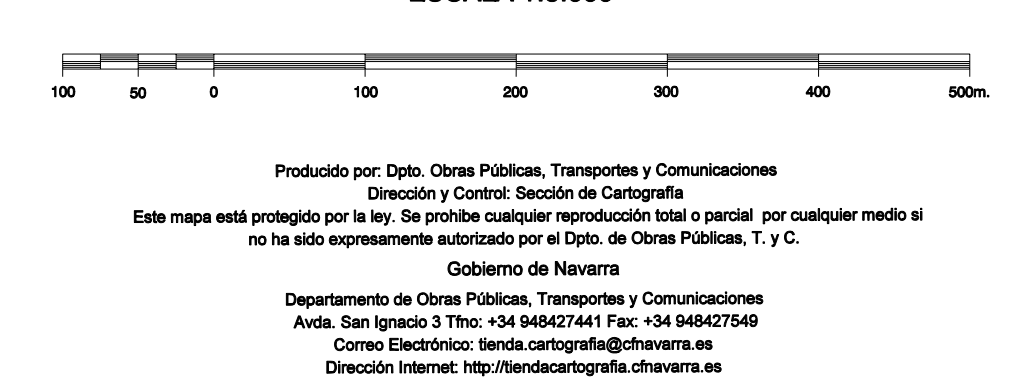 100 50 0 100 200 300 400 500m.
Producido por: Dpto. Obras Públicas, Transportes y Comunicaciones
Dirección y Control: Sección de Cartografía
Este mapa está protegido por la ley. Se prohibe cualquier reproducción total o parcial por cualquier medio si
no ha sido expresamente autorizado por el Dpto. de Obras Públicas, T. y C.
Gobierno de Navarra
Departamento de Obras Públicas, Transportes y Comunicaciones
Avda. San Ignacio 3 Tfno: +34 948427441 Fax: +34 948427549
Correo Electrónico: tienda.cartografia@cfnavarra.es
Dirección Internet: http://tiendacartografia.cfnavarra.es